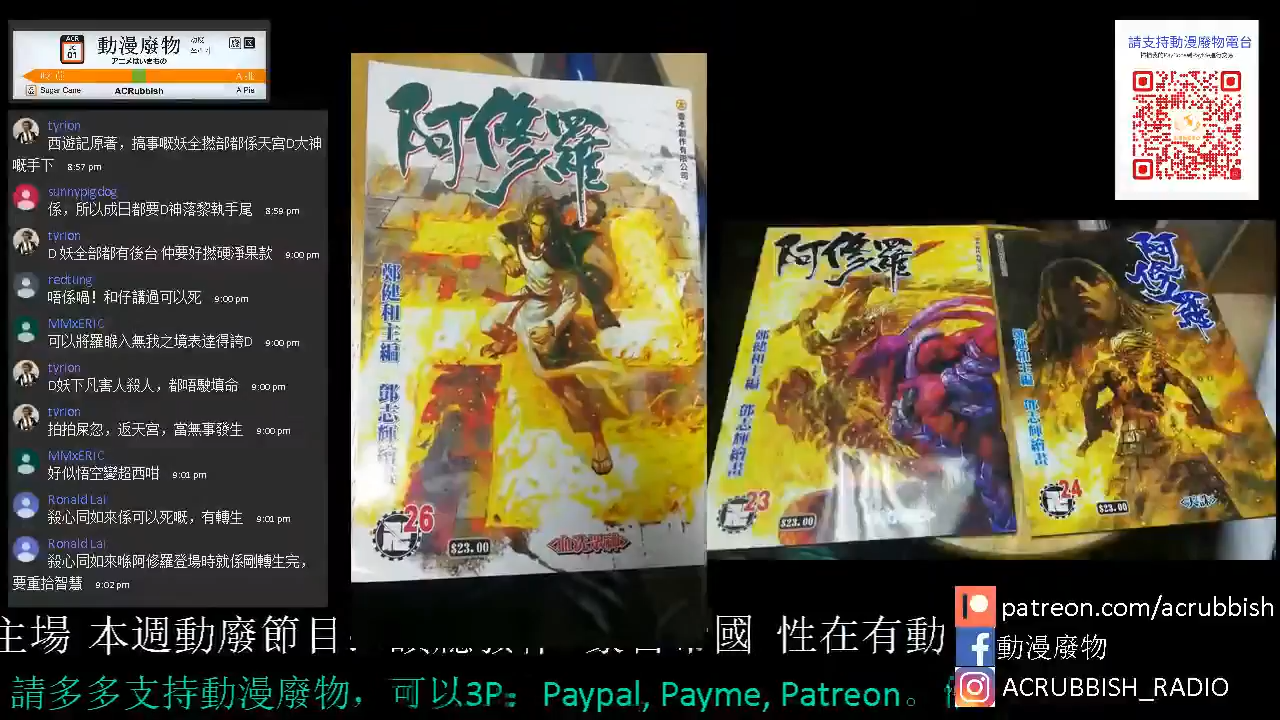 ACR
JC
01
動漫廢物
アニメはいきもの
Sugar Cane
ACRubbish
A Pie
tyrion
西遊記原著，搞事嘅妖全撚部都係天宮D大神
嘅手下 8:57 pm
sunnypigdog
係，所以成日都要D神落黎執手尾 8:59 pm
tyrion
D妖全部都有後台 仲要好撚硬淨果款 9:00 pm
redtung
唔係喎！和仔講過可以死 9:00 pm
MMxERIC
可以將羅睺入無我之境表達得誇D 9:00 pm
tyrion
D妖下凡害人殺人，都唔駛填命 9:00 pm
tyrion
拍拍屎忽，返天宮，當無事發生 9:00 pm
MMxERIC
好似悟空變超西咁 9:01 pm
Ronald Lai
殺心同如來係可以死嘅，有轉生 9:01 pm
Ronald Lai
殺心同如來喺阿修羅登場時就係剛轉生完，
要重拾智慧 9:02 pm
阿修羅
鄭健和主編 鄧志輝繪畫
26
$23.00
阿修羅
鄭健和主編 鄧志輝繪畫
23
$23.00
阿修羅
鄭健和主編 鄧志輝繪畫
24
$23.00
請支持動漫廢物電台
主場 本週動廢節目
國 性在有動
請多多支持動漫廢物，可以3P： Paypal, Payme, Patreon。
patreon.com/acrubbish
動漫廢物
ACRUBBISH_RADIO